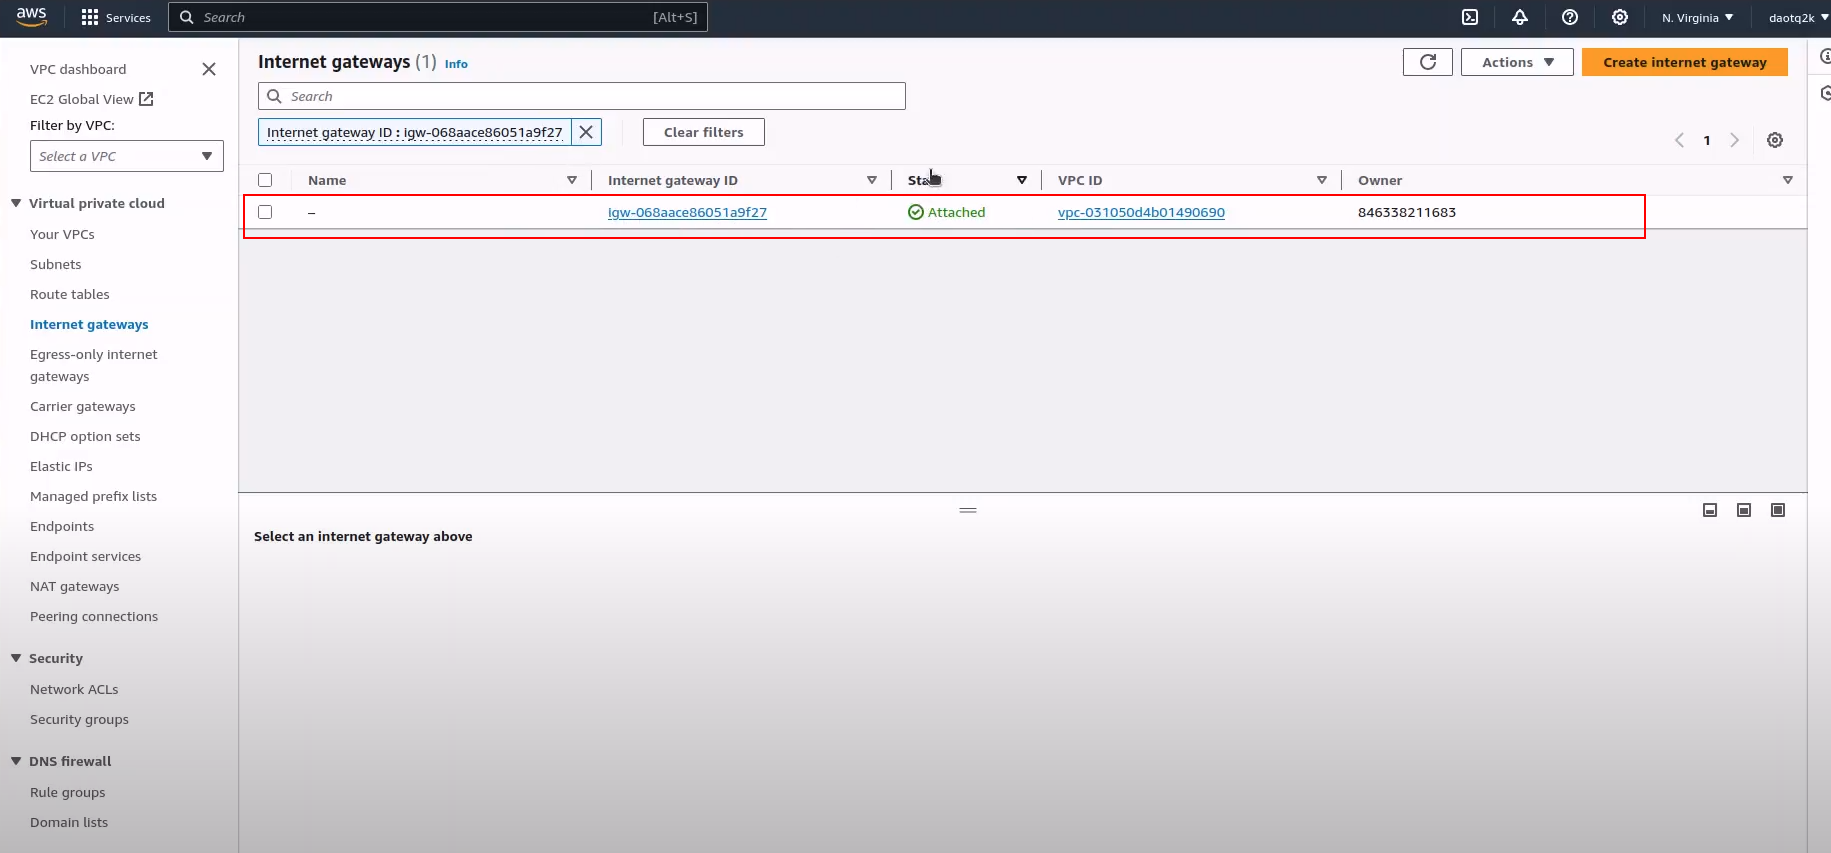 aws
Services
Search
[Alt+S]
N. Virginia
daotq2k
VPC dashboard
EC2 Global View
Filter by VPC:
Select a VPC
Virtual private cloud
Your VPCs
Subnets
Route tables
Internet gateways
Egress-only internet
gateways
Carrier gateways
DHCP option sets
Elastic IPs
Managed prefix lists
Endpoints
Endpoint services
NAT gateways
Peering connections
Security
Network ACLs
Security groups
DNS firewall
Rule groups
Domain lists
Internet gateways (1) Info
Actions
Create internet gateway
Search
Internet gateway ID : igw-068aace86051a9f27
Clear filters
1
Name
Internet gateway ID
VPC ID
Owner
–
igw-068aace86051a9f27
Attached
vpc-031050d4b01490690
846338211683
Select an internet gateway above